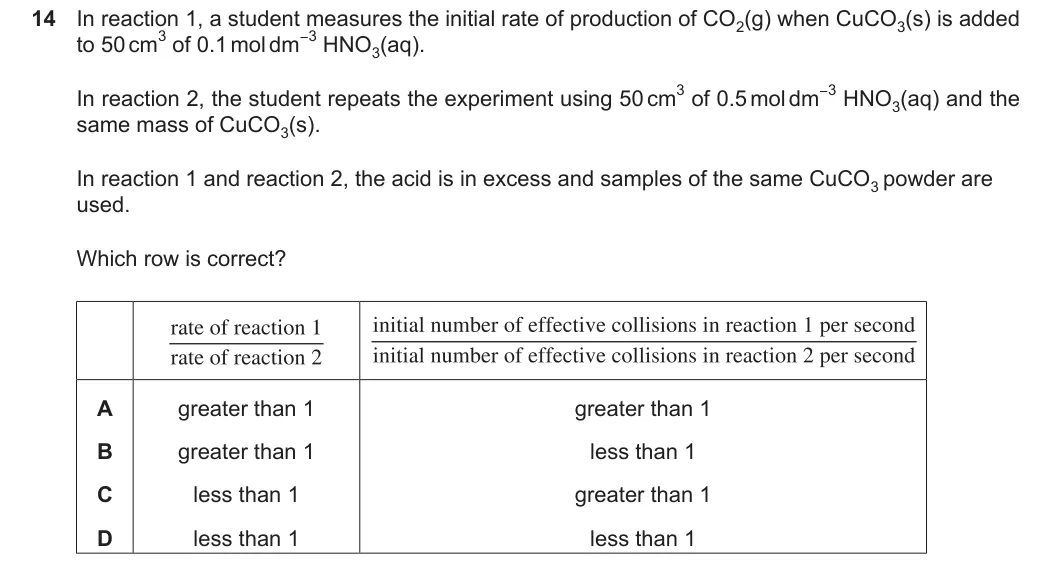 14 In reaction 1, a student measures the initial rate of production of CO₂(g) when CuCO₃(s) is added
to 50 cm³ of 0.1 mol dm⁻³ HNO₃(aq).
In reaction 2, the student repeats the experiment using 50 cm³ of 0.5 mol dm⁻³ HNO₃(aq) and the
same mass of CuCO₃(s).
In reaction 1 and reaction 2, the acid is in excess and samples of the same CuCO₃ powder are
used.
Which row is correct?
rate of reaction 1
rate of reaction 2
initial number of effective collisions in reaction 1 per second
initial number of effective collisions in reaction 2 per second
A greater than 1 greater than 1
B greater than 1 less than 1
C less than 1 greater than 1
D less than 1 less than 1